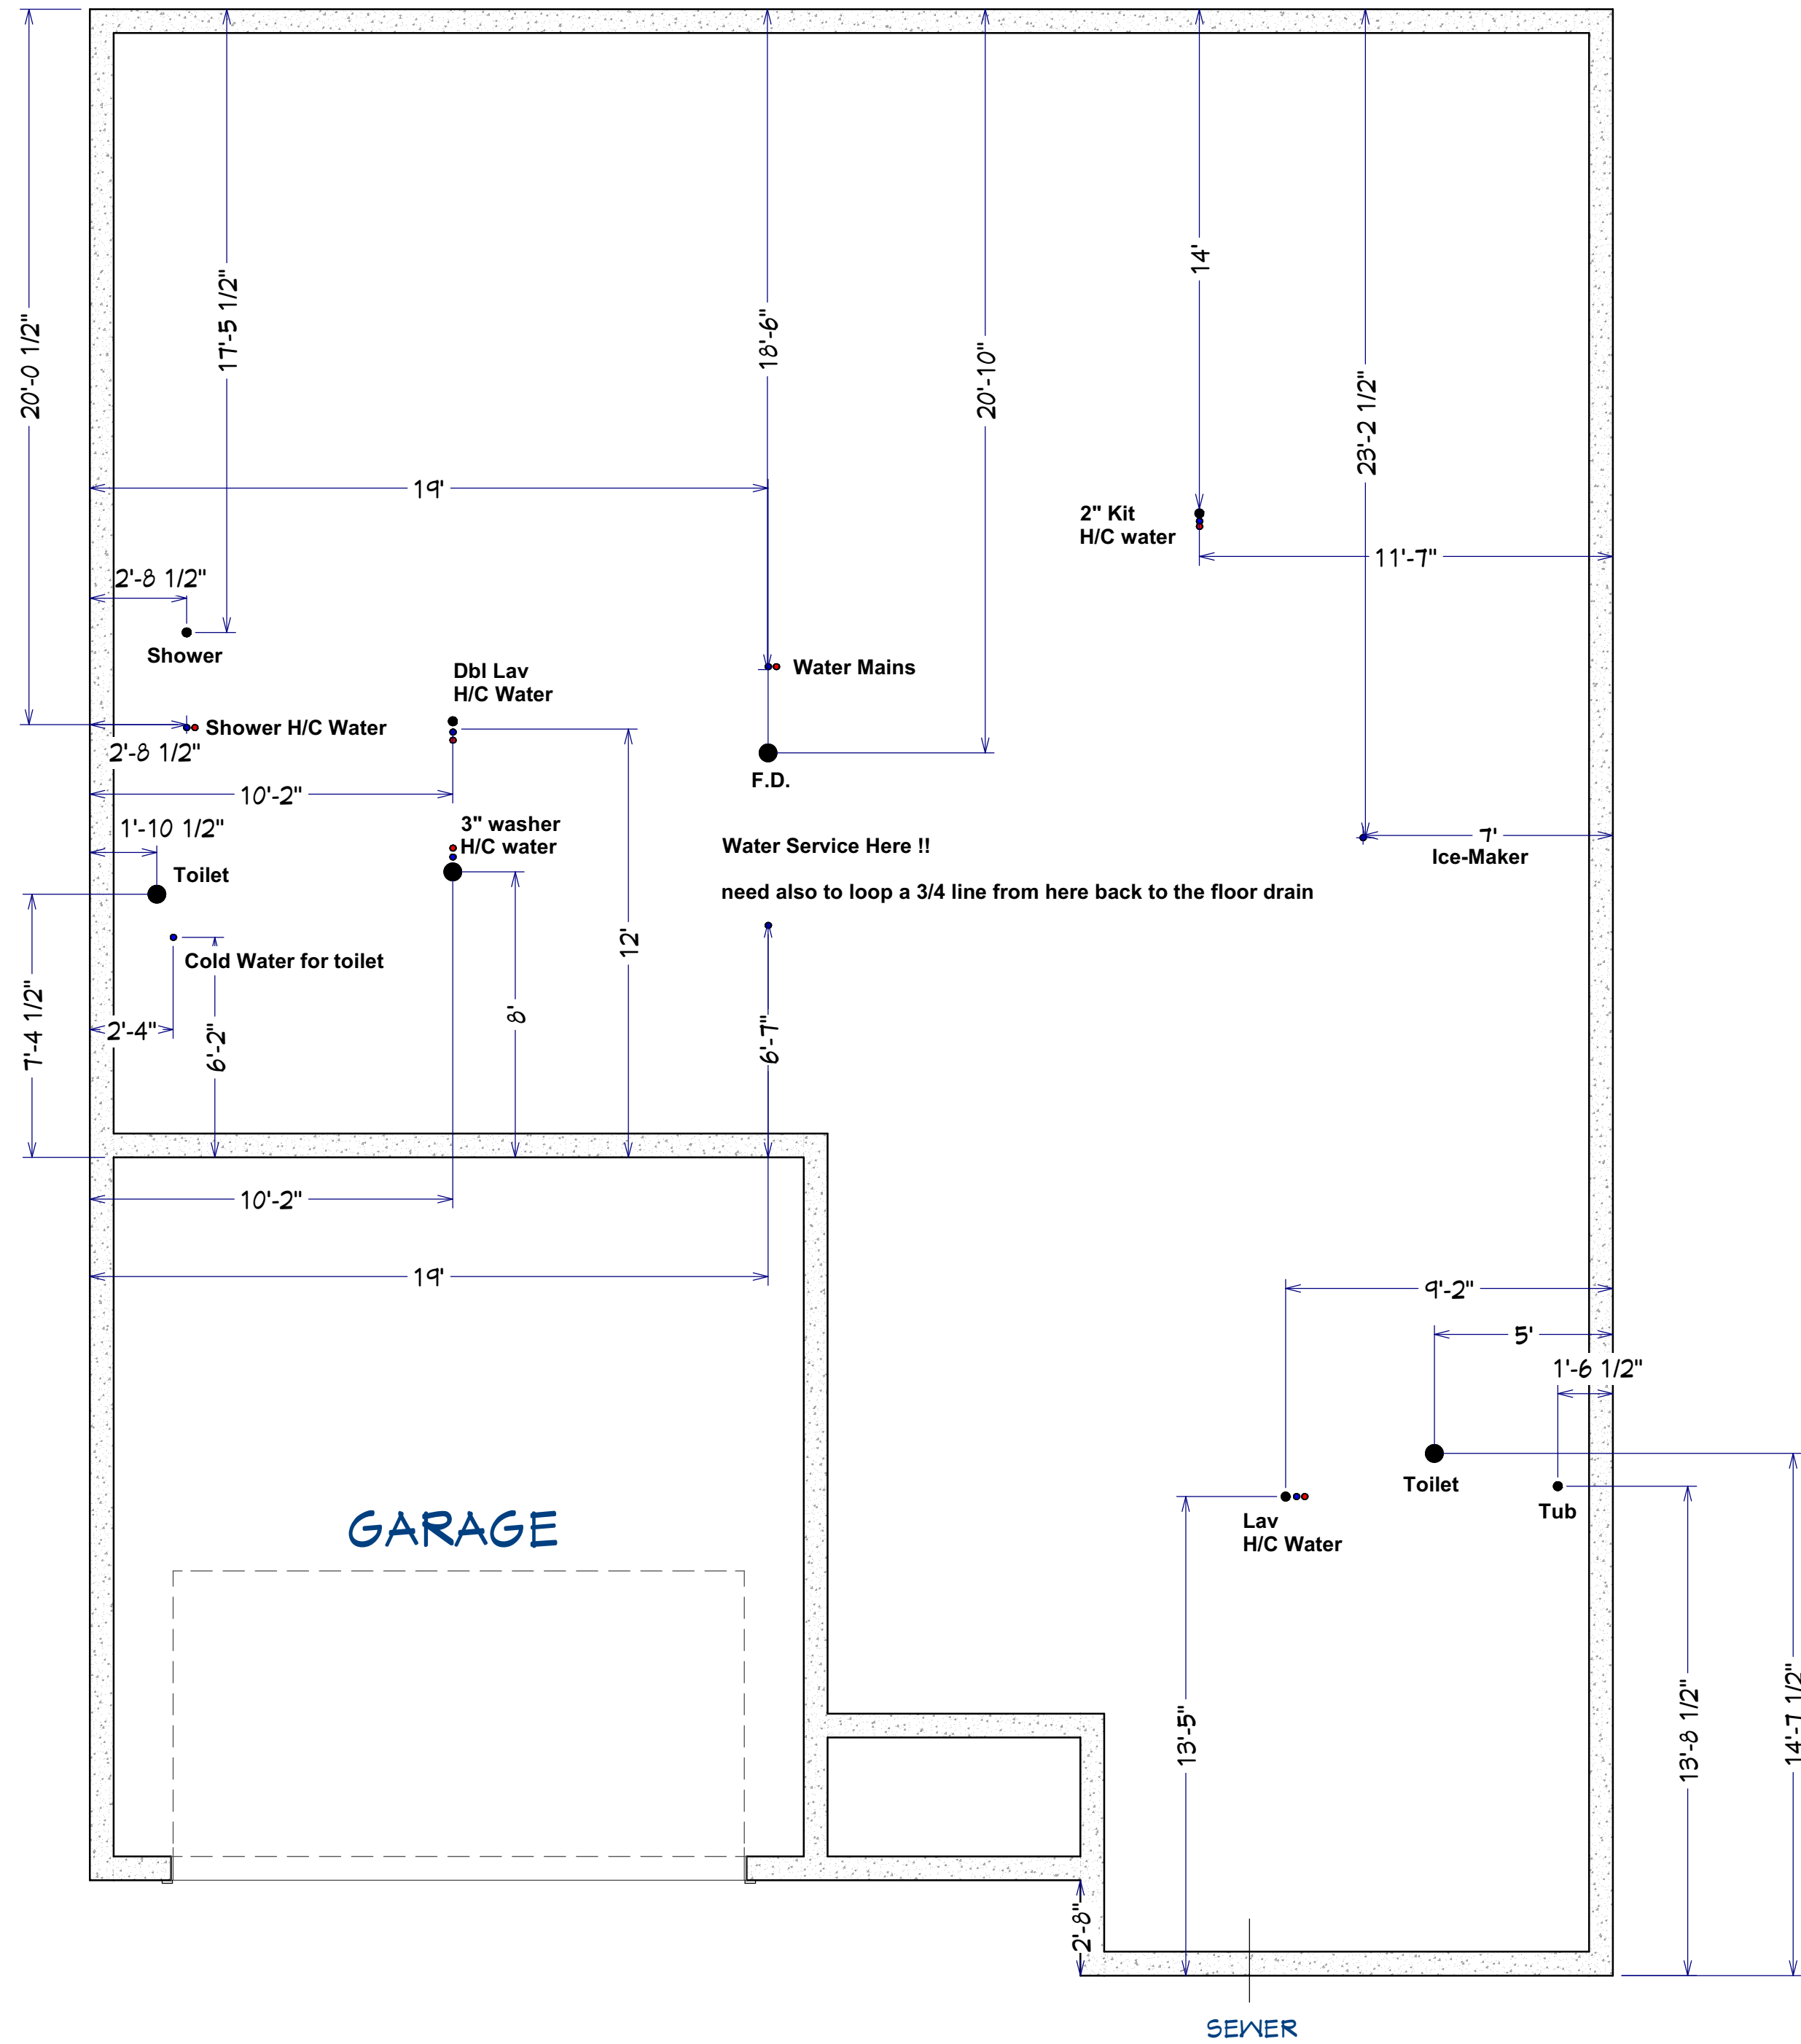 14'
17'-5 1/2"
18'-6"
20'-0 1/2"
20'-10"
23'-2 1/2"
19'
2" Kit
H/C water
11'-7"
2'-8 1/2"
Shower
Dbl Lav
H/C Water
Water Mains
Shower H/C Water
2'-8 1/2"
F.D.
10'-2"
1'-10 1/2"
3" washer
H/C water
Water Service Here !!
7'
Ice-Maker
Toilet
need also to loop a 3/4 line from here back to the floor drain
Cold Water for toilet
12'
8'
7'-4 1/2"
2'-4"
6'-2"
6'-7"
10'-2"
19'
9'-2"
5'
1'-6 1/2"
Toilet
Tub
Lav
H/C Water
GARAGE
13'-5"
13'-8 1/2"
14'-7 1/2"
2'-8"
SEWER